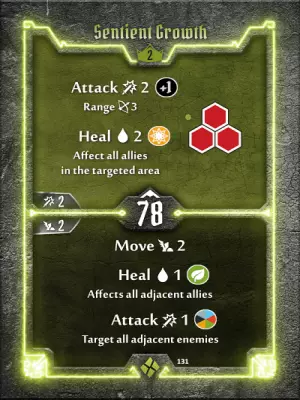 Sentient Growth
2
Attack 2 +1
Range 3
Heal 2
Affect all allies
in the targeted area
2
78
2
Move 2
Heal 1
Affects all adjacent allies
Attack 1
Target all adjacent enemies
131